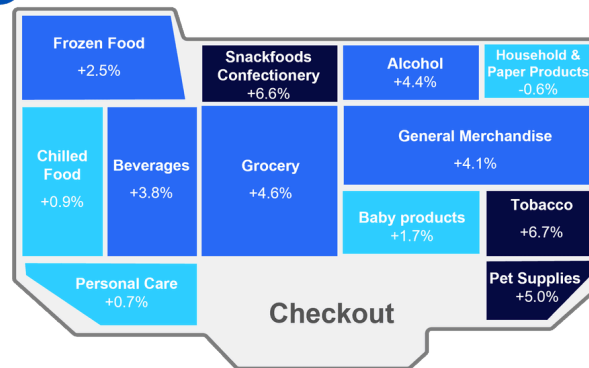 Frozen Food
+2.5%
Snackfoods
Confectionery
+6.6%
Alcohol
+4.4%
Household &
Paper Products
-0.6%
Chilled
Food
+0.9%
Beverages
+3.8%
Grocery
+4.6%
General Merchandise
+4.1%
Baby products
+1.7%
Tobacco
+6.7%
Personal Care
+0.7%
Pet Supplies
+5.0%
Checkout